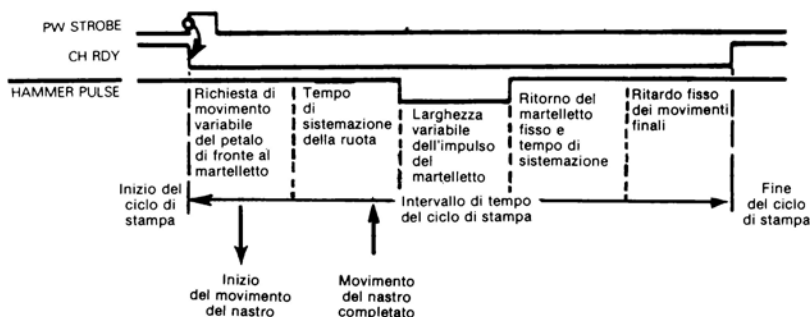 PW STROBE
CH RDY
HAMMER PULSE
Richiesta di
movimento
variabile
del petalo
di fronte al
martelletto
Tempo
di
sistemazione
della ruota
Larghezza
variabile
dell'impulso
del
martelletto
Ritorno del
martelletto
fisso e
tempo di
sistemazione
Ritardo fisso
dei movimenti
finali
Inizio del
ciclo di
stampa
Intervallo di tempo
del ciclo di stampa
Fine
del ciclo
di stampa
Inizio
del movimento
del nastro
Movimento
del nastro
completato